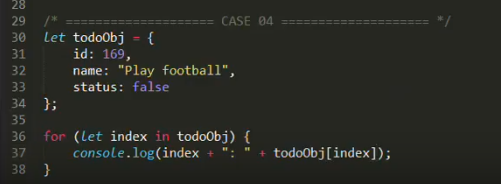 28
29 /* ==================== CASE 04 ==================== */
30 let todoObj = {
31     id: 169,
32     name: "Play football",
33     status: false
34 };
35
36 for (let index in todoObj) {
37     console.log(index + ": " + todoObj[index]);
38 }